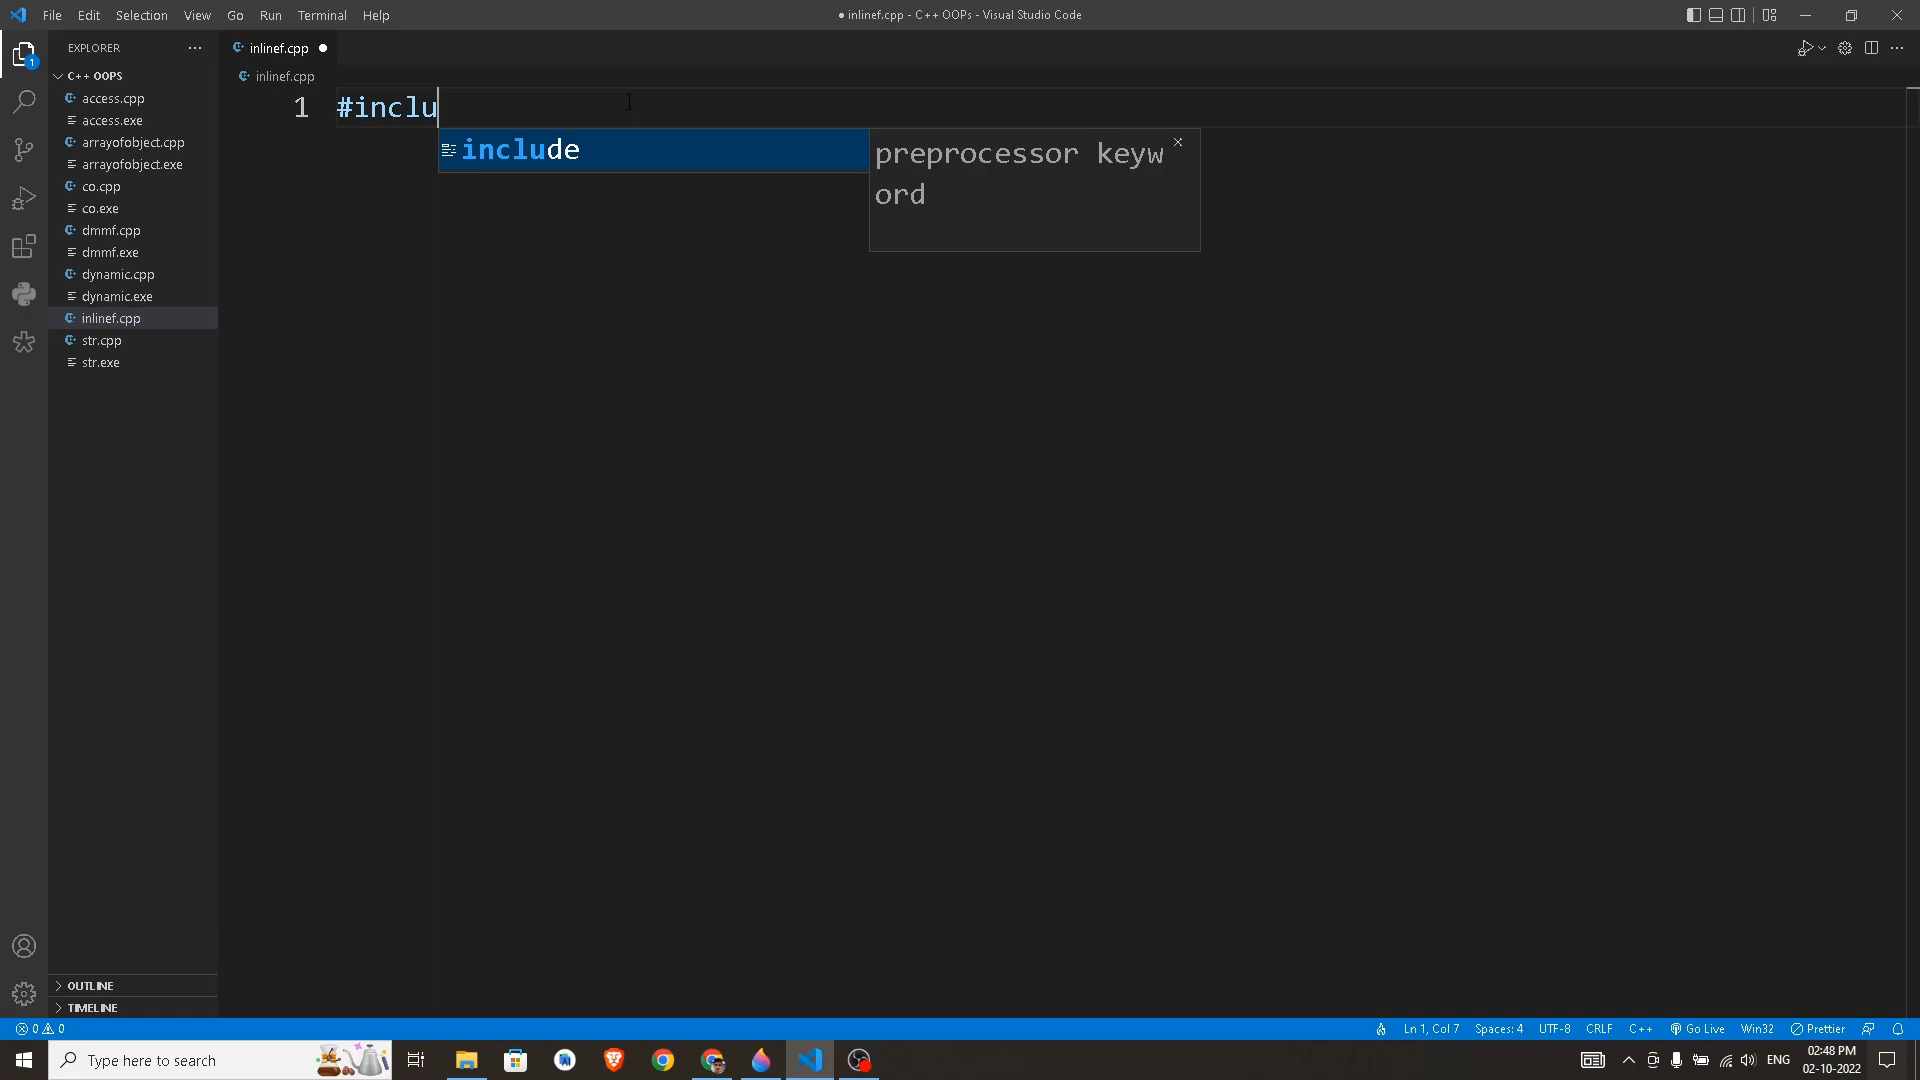 File Edit Selection View Go Run Terminal Help
● inlinef.cpp - C++ OOPs - Visual Studio Code
EXPLORER
inlinef.cpp
C++ OOPS
inlinef.cpp
access.cpp
access.exe
arrayofobject.cpp
arrayofobject.exe
co.cpp
co.exe
dmmf.cpp
dmmf.exe
dynamic.cpp
dynamic.exe
inlinef.cpp
str.cpp
str.exe
1 #inclu
include
preprocessor keyw
ord
1
OUTLINE
TIMELINE
0 0
Ln 1, Col 7 Spaces: 4 UTF-8 CRLF C++ Go Live Win32 Prettier
Type here to search
ENG
02:48 PM
02-10-2022